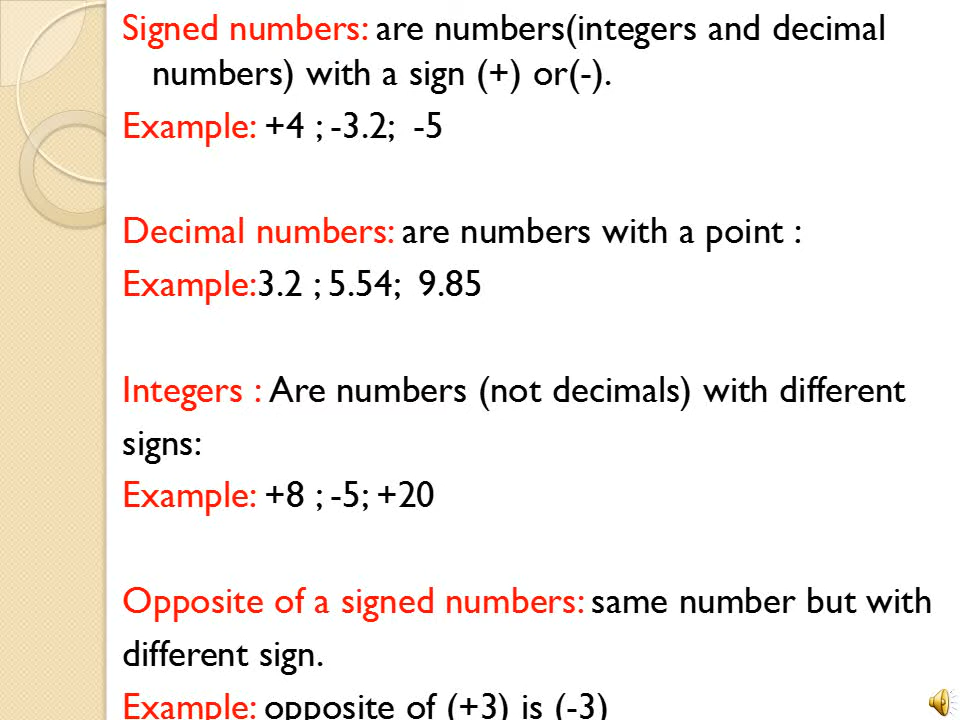 Signed numbers: are numbers(integers and decimal
numbers) with a sign (+) or(-).
Example: +4 ; -3.2;  -5
Decimal numbers: are numbers with a point :
Example:3.2 ; 5.54;  9.85
Integers : Are numbers (not decimals) with different
signs:
Example: +8 ; -5; +20
Opposite of a signed numbers: same number but with
different sign.
Example: opposite of (+3) is (-3)